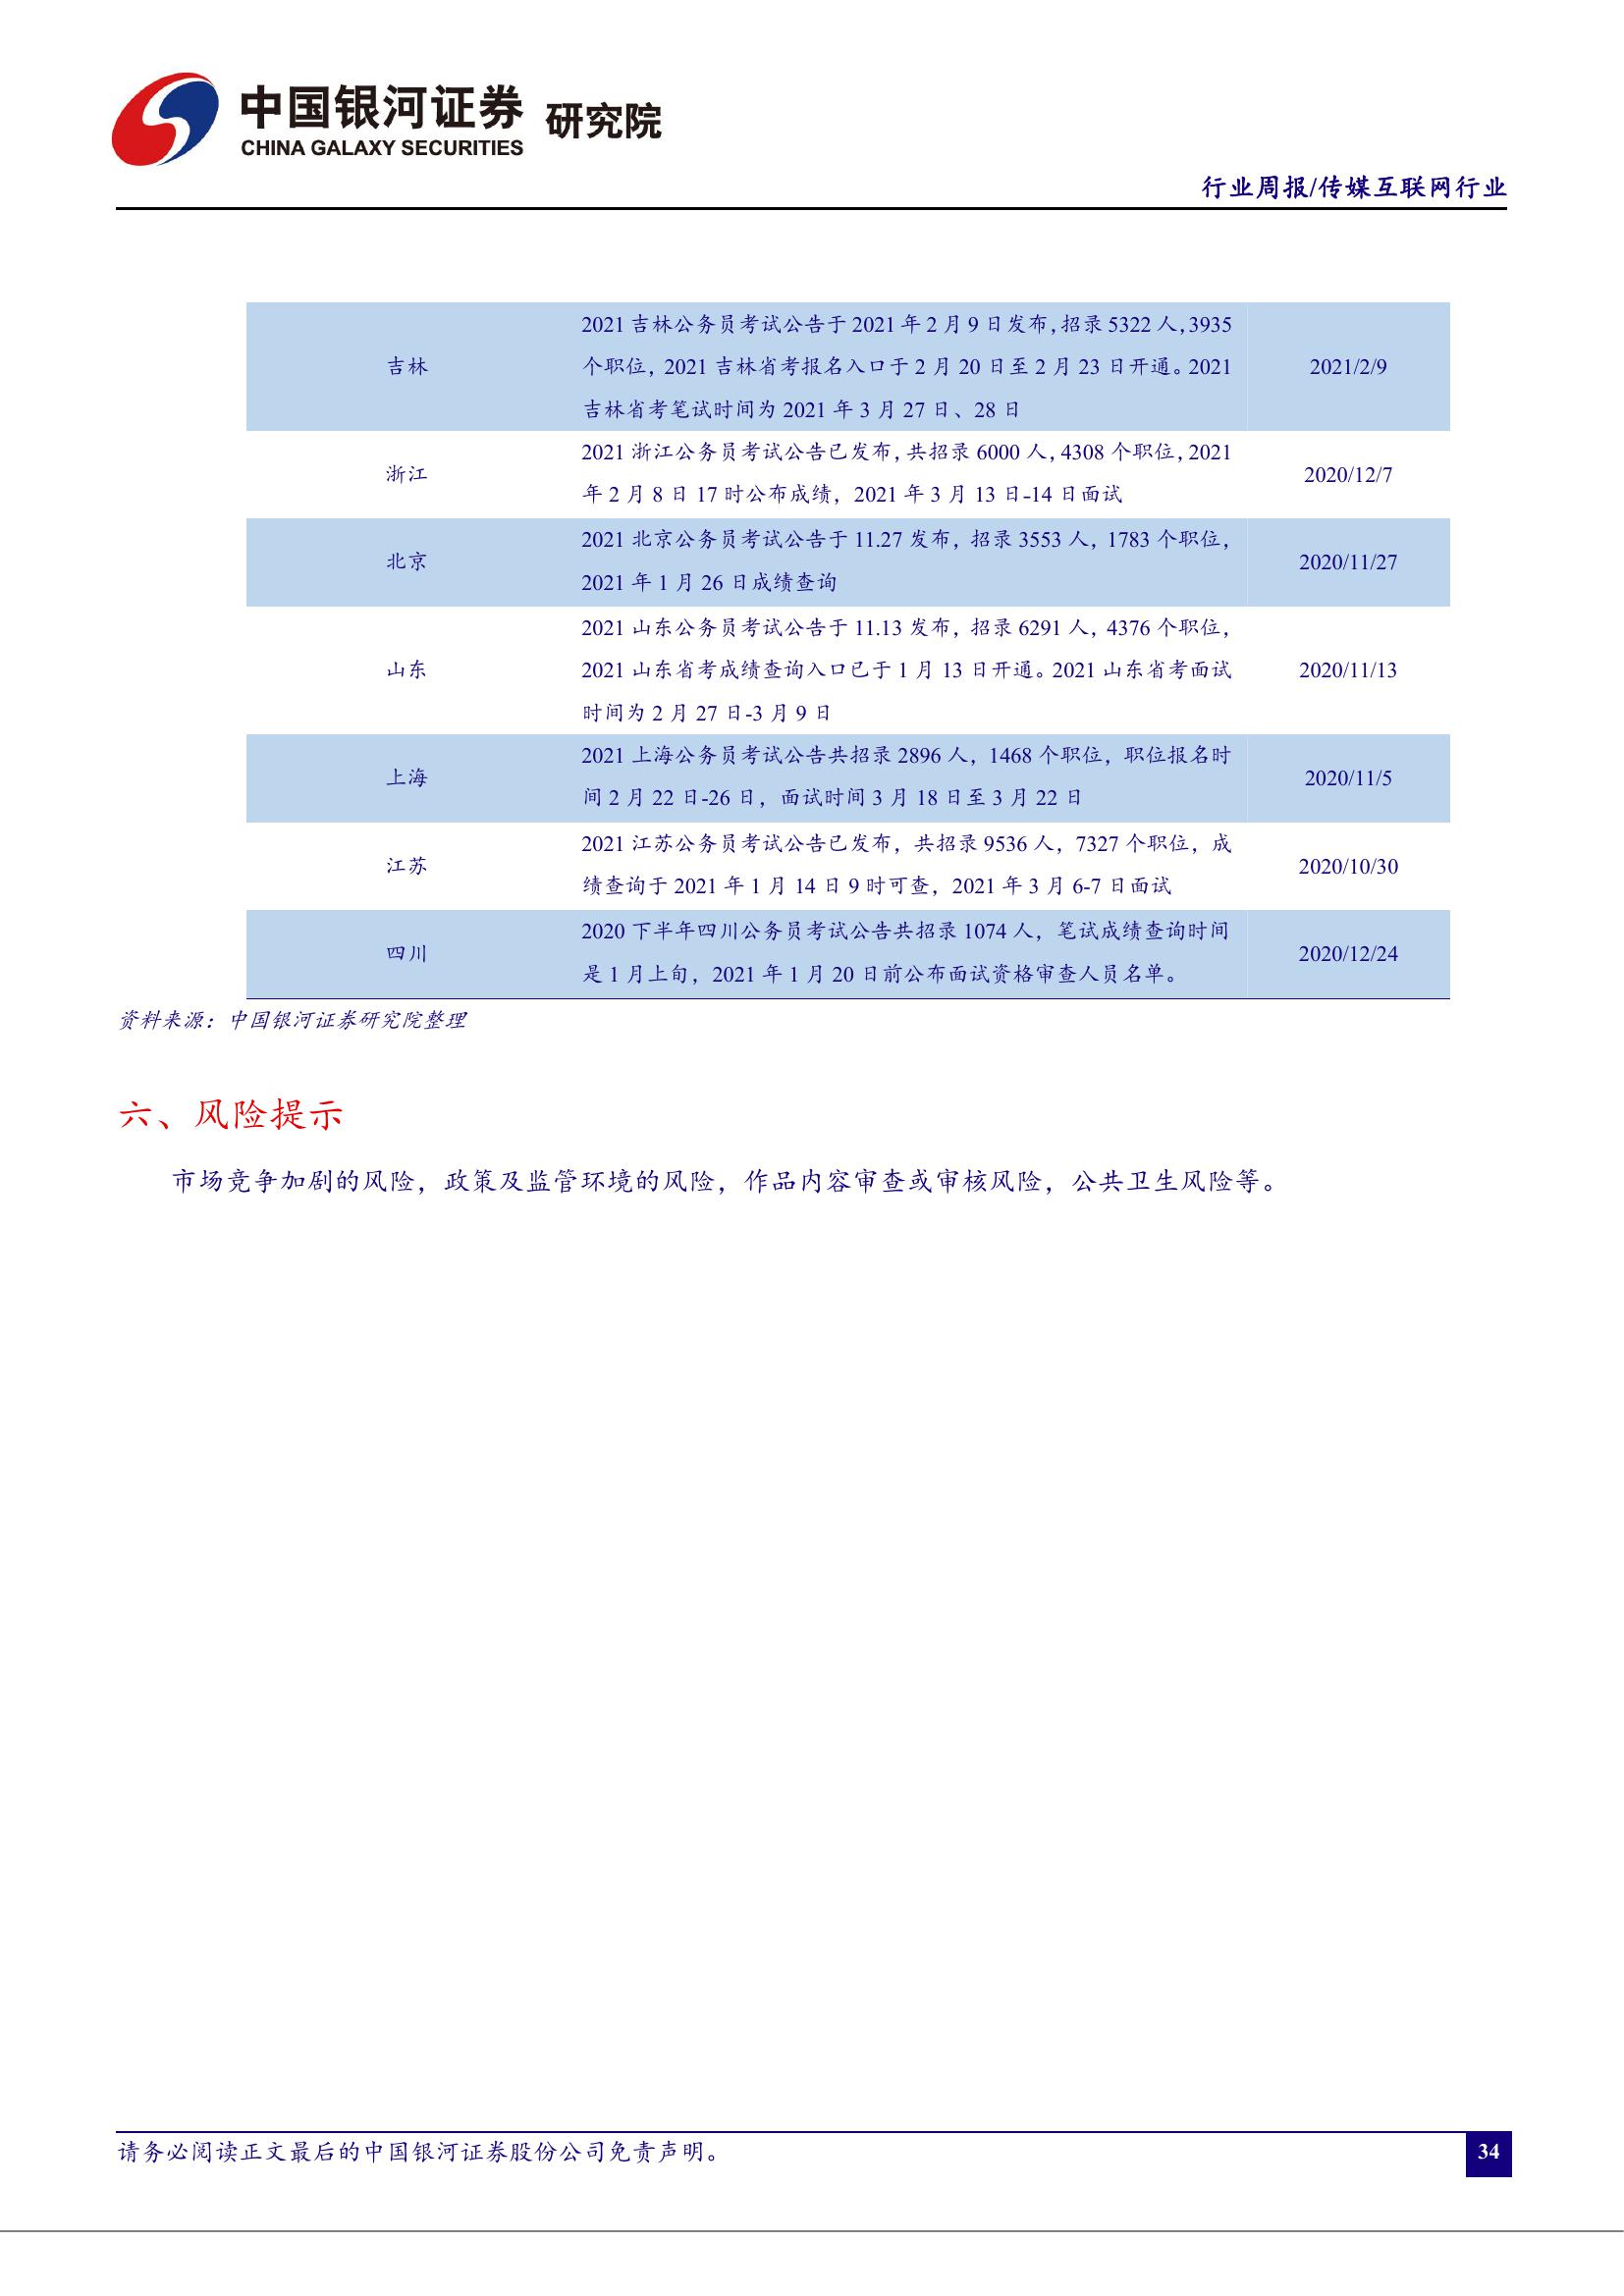 中国银河证券 研究院
CHINA GALAXY SECURITIES
行业周报/传媒互联网行业
2021 吉林公务员考试公告于 2021 年 2 月 9 日发布,招录 5322 人,3935
吉林
个职位，2021 吉林省考报名入口于 2 月 20 日至 2 月 23 日开通。2021
2021/2/9
吉林省考笔试时间为 2021 年 3 月 27 日、28 日
2021 浙江公务员考试公告已发布,共招录 6000 人,4308 个职位,2021
浙江
年 2 月 8 日 17 时公布成绩，2021 年 3 月 13 日-14 日面试
2020/12/7
2021 北京公务员考试公告于 11.27 发布，招录 3553 人，1783 个职位，
北京
2021 年 1 月 26 日成绩查询
2020/11/27
2021 山东公务员考试公告于 11.13 发布，招录 6291 人，4376 个职位，
山东
2021 山东省考成绩查询入口已于 1 月 13 日开通。2021 山东省考面试
2020/11/13
时间为 2 月 27 日-3 月 9 日
2021 上海公务员考试公告共招录 2896 人，1468 个职位，职位报名时
上海
间 2 月 22 日-26 日，面试时间 3 月 18 日至 3 月 22 日
2020/11/5
2021 江苏公务员考试公告已发布，共招录 9536 人，7327 个职位，成
江苏
绩查询于 2021 年 1 月 14 日 9 时可查，2021 年 3 月 6-7 日面试
2020/10/30
2020 下半年四川公务员考试公告共招录 1074 人，笔试成绩查询时间
四川
是 1 月上旬，2021 年 1 月 20 日前公布面试资格审查人员名单。
2020/12/24
资料来源：中国银河证券研究院整理
六、风险提示
市场竞争加剧的风险，政策及监管环境的风险，作品内容审查或审核风险，公共卫生风险等。
请务必阅读正文最后的中国银河证券股份公司免责声明。
34